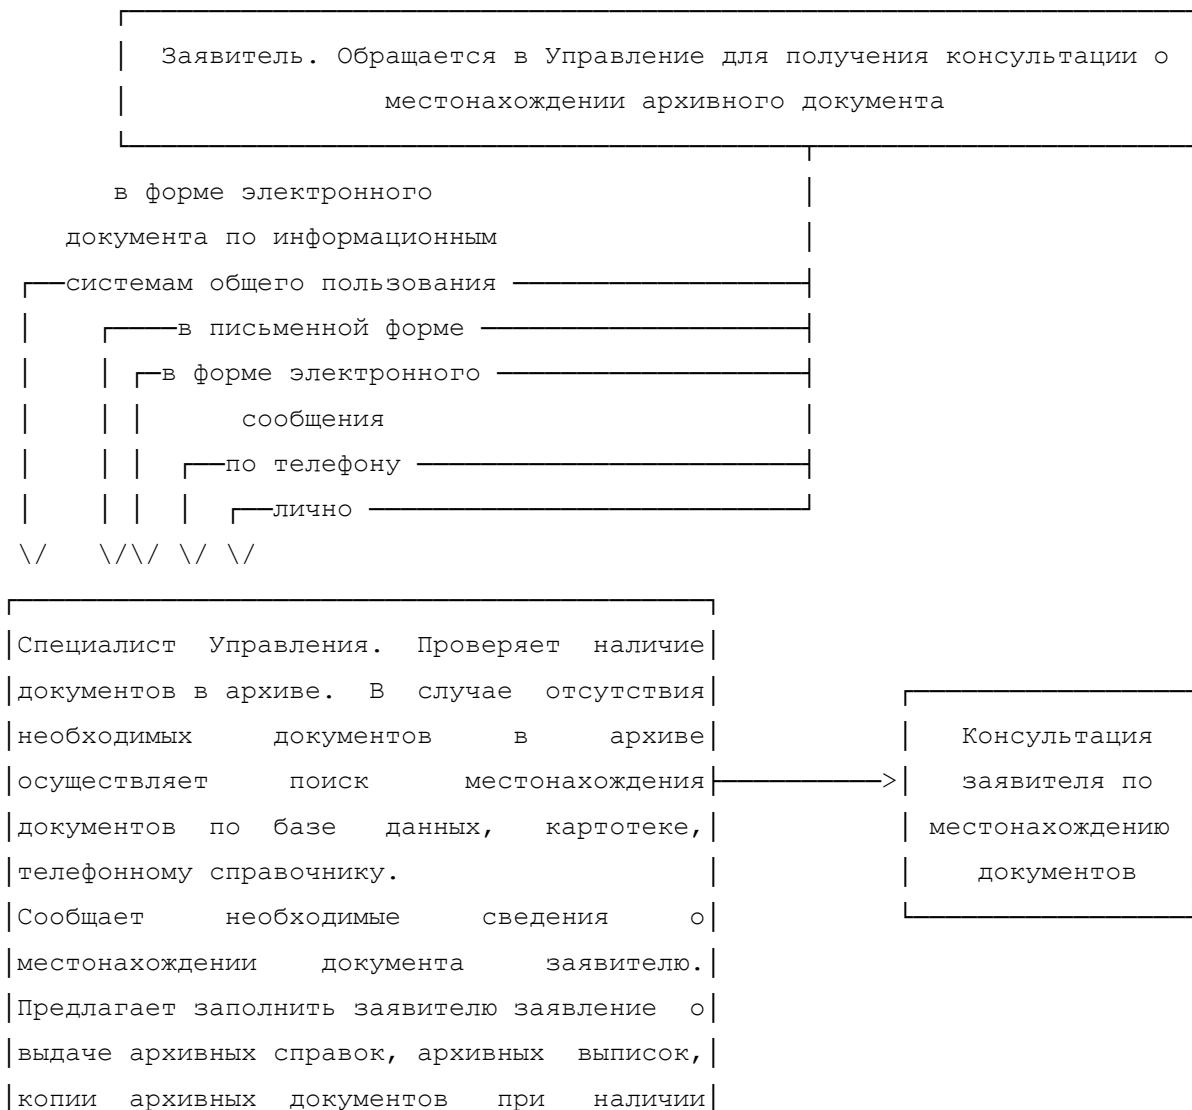 Заявитель. Обращается в Управление для получения консультации о
местонахождении архивного документа
в форме электронного
документа по информационным
системам общего пользования
в письменной форме
в форме электронного
сообщения
по телефону
лично
\/ \/\/ \/ \/
Специалист Управления. Проверяет наличие
документов в архиве. В случае отсутствия
необходимых документов в архиве
осуществляет поиск местонахождения
документов по базе данных, картотеке,
телефонному справочнику.
Сообщает необходимые сведения о
местонахождении документа заявителю.
Предлагает заполнить заявителю заявление о
выдаче архивных справок, архивных выписок,
копии архивных документов при наличии
Консультация
заявителя по
местонахождению
документов